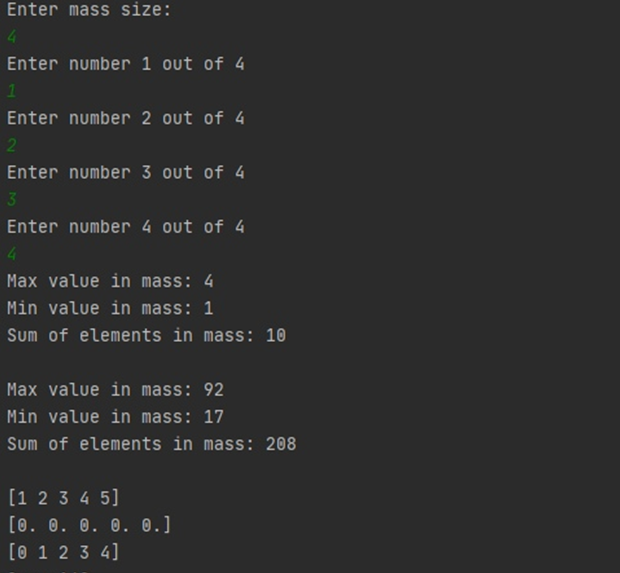 Enter mass size:
4
Enter number 1 out of 4
1
Enter number 2 out of 4
2
Enter number 3 out of 4
3
Enter number 4 out of 4
4
Max value in mass: 4
Min value in mass: 1
Sum of elements in mass: 10
Max value in mass: 92
Min value in mass: 17
Sum of elements in mass: 208
[1 2 3 4 5]
[0. 0. 0. 0. 0.]
[0 1 2 3 4]